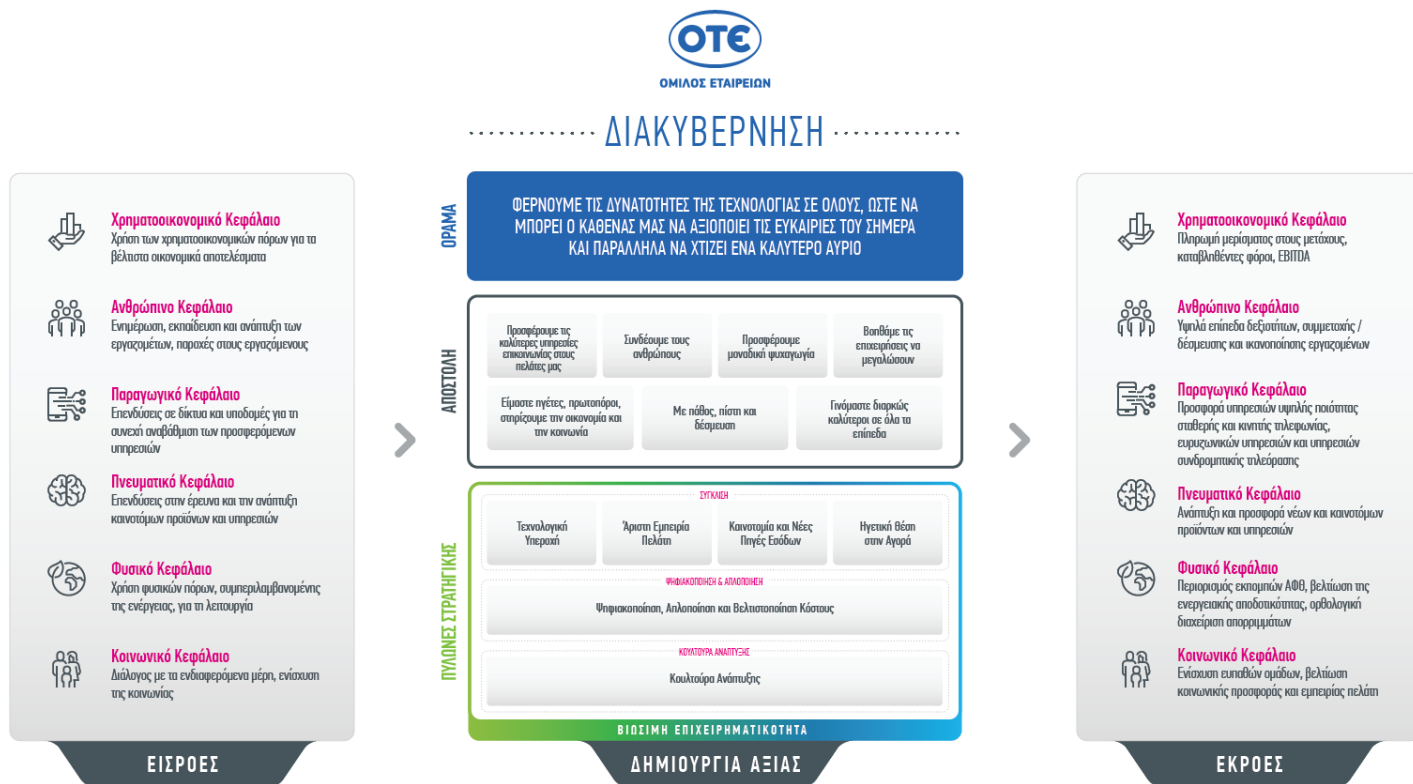 ΟΤΕ
ΟΜΙΛΟΣ ΕΤΑΙΡΕΙΩΝ
ΔΙΑΚΥΒΕΡΝΗΣΗ
Χρηματοοικονομικό Κεφάλαιο
Χρήση των χρηματοοικονομικών πόρων για τα
βέλτιστα οικονομικά αποτελέσματα
Ανθρώπινο Κεφάλαιο
Ενημέρωση, εκπαίδευση και ανάπτυξη των
εργαζομέτων, παροχές στους εργαζόμενους
Παραγωγικό Κεφάλαιο
Επενδύσεις σε δίκτυα και υποδομές για τη
συνεχή αναβάθμιση των προσφερόμενων
υπηρεσιών
Πνευματικό Κεφάλαιο
Επενδύσεις στην έρευνα και την ανάπτυξη
καινοτόμων προϊόνων και υπηρεσιών
Φυσικό Κεφάλαιο
Χρήση φυσικών πόρων, συμπεριλαμβανομένης
της ενέργειας, για τη λειτουργία
Κοινωνικό Κεφάλαιο
Διάλογος με τα ενδιαφερόμενα μέρη, ενίσχυση
της κοινωνίας
ΕΙΣΡΟΕΣ
ΟΡΑΜΑ
ΦΕΡΝΟΥΜΕ ΤΙΣ ΔΥΝΑΤΟΤΗΤΕΣ ΤΗΣ ΤΕΧΝΟΛΟΓΙΑΣ ΣΕ ΟΛΟΥΣ, ΩΣΤΕ ΝΑ
ΜΠΟΡΕΙ Ο ΚΑΘΕΝΑΣ ΜΑΣ ΝΑ ΑΞΙΟΠΟΙΕΙ ΤΙΣ ΕΥΚΑΙΡΙΕΣ ΤΟΥ ΣΗΜΕΡΑ
ΚΑΙ ΠΑΡΑΛΛΗΛΑ ΝΑ ΧΤΙΖΕΙ ΕΝΑ ΚΑΛΥΤΕΡΟ ΑΥΡΙΟ
ΑΠΟΣΤΟΛΗ
Προσφέρουμε τις
καλύτερες υπηρεσίες
επικοινωνίας στους
πελάτες μας
Συνδέουμε τους
ανθρώπους
Προσφέρουμε
μοναδική ψυχαγωγία
Βοηθάμε τις
επιχειρήσεις να
μεγαλώσουν
Είμαστε ηγέτες, πρωτοπόροι,
στηρίζουμε την οικονομία και
την κοινωνία
Με πάθος, πίστη και
δέσμευση
Γινόμαστε διαρκώς
καλύτεροι σε όλα τα
επίπεδα
ΠΥΛΩΝΕΣ ΣΤΡΑΤΗΓΙΚΗΣ
ΣΥΓΚΛΙΣΗ
Τεχνολογική
Υπεροχή
Άριστη Εμπειρία
Πελάτη
Καινοτομία και Νέες
Πηγές Εσόδων
Ηγετική Θέση
στην Αγορά
ΨΗΦΙΑΚΟΠΟΙΗΣΗ & ΑΠΛΟΠΟΙΗΣΗ
Ψηφιακοποίηση, Απλοποίηση και Βελτιστοποίηση Κόστους
ΚΟΥΛΤΟΥΡΑ ΑΝΑΠΤΥΞΗΣ
Κουλτούρα Ανάπτυξης
ΒΙΩΣΙΜΗ ΕΠΙΧΕΙΡΗΜΑΤΙΚΟΤΗΤΑ
ΔΗΜΙΟΥΡΓΙΑ ΑΞΙΑΣ
Χρηματοοικονομικό Κεφάλαιο
Πληρωμή μερίσματος στους μετόχους,
καταβληθέντες φόροι, EBITDA
Ανθρώπινο Κεφάλαιο
Υψηλά επίπεδα δεξιοτήτων, συμμετοχής /
δέσμευσης και ικανοποίησης εργαζομένων
Παραγωγικό Κεφάλαιο
Προσφορά υπηρεσιών υψηλής ποιότητας
σταθερής και κινητής τηλεφωνίας,
ευρυζωνικών υπηρεσιών και υπηρεσιών
συνδρομητικής τηλεόρασης
Πνευματικό Κεφάλαιο
Ανάπτυξη και προσφορά νέων και καινοτόμων
προϊόντων και υπηρεσιών
Φυσικό Κεφάλαιο
Περιορισμός εκπομπών ΑΦΘ, βελτίωση της
ενεργειακής αποδοτικότητας, ορθολογική
διαχείριση απορριμμάτων
Κοινωνικό Κεφάλαιο
Ενίσχυση ευπαθών ομάδων, βελτίωση
κοινωνικής προσφοράς και εμπειρίας πελάτη
ΕΚΡΟΕΣ